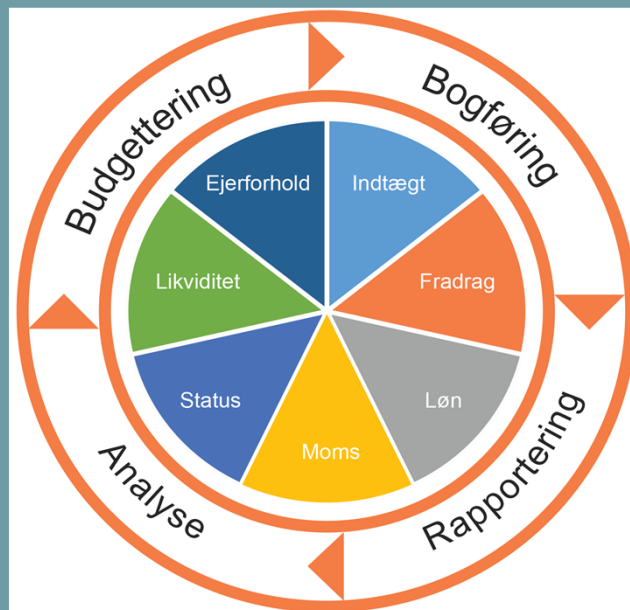 Budgettering
Bogføring
Rapportering
Analyse
Ejerforhold
Indtægt
Fradrag
Løn
Moms
Status
Likviditet